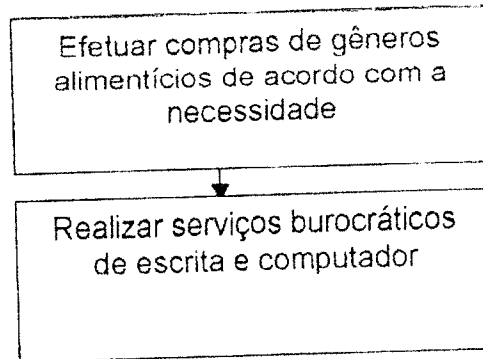 Efetuar compras de gêneros
alimentícios de acordo com a
necessidade
Realizar serviços burocráticos
de escrita e computador